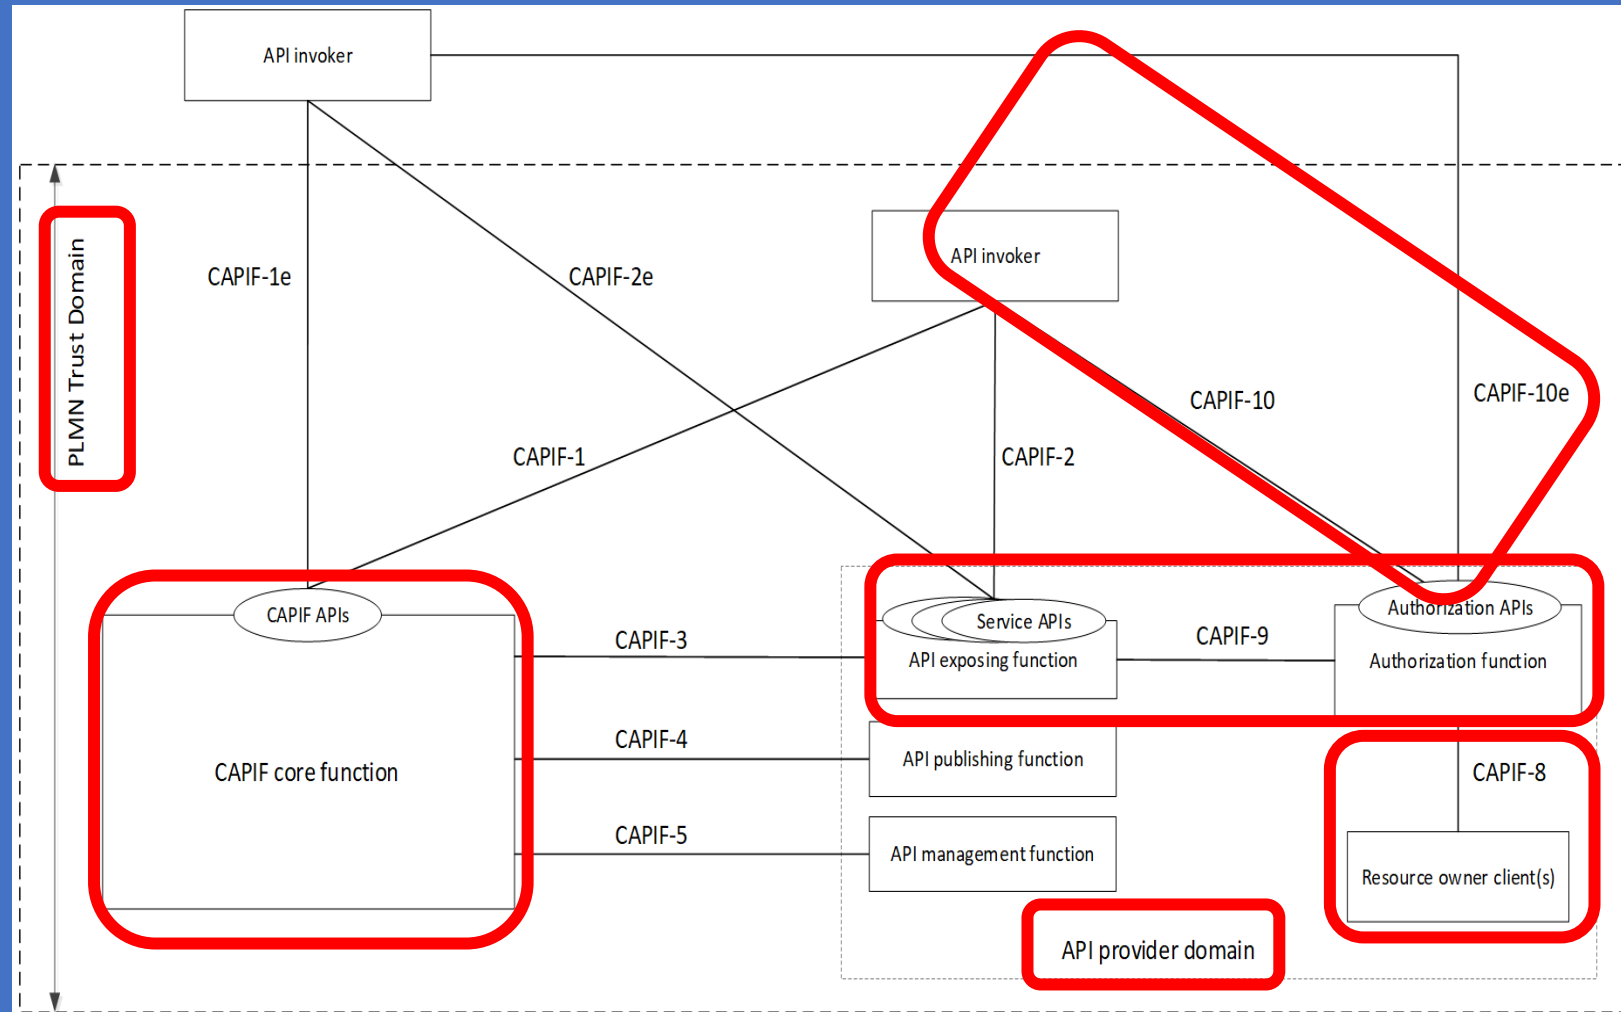 API invoker
PLMN Trust Domain
API invoker
CAPIF-1e
CAPIF-2e
CAPIF-10
CAPIF-10e
CAPIF-1
CAPIF-2
CAPIF APIs
Service APIs
Authorization APIs
CAPIF-3
CAPIF-9
API exposing function
Authorization function
CAPIF-4
API publishing function
CAPIF core function
CAPIF-8
CAPIF-5
API management function
Resource owner client(s)
API provider domain